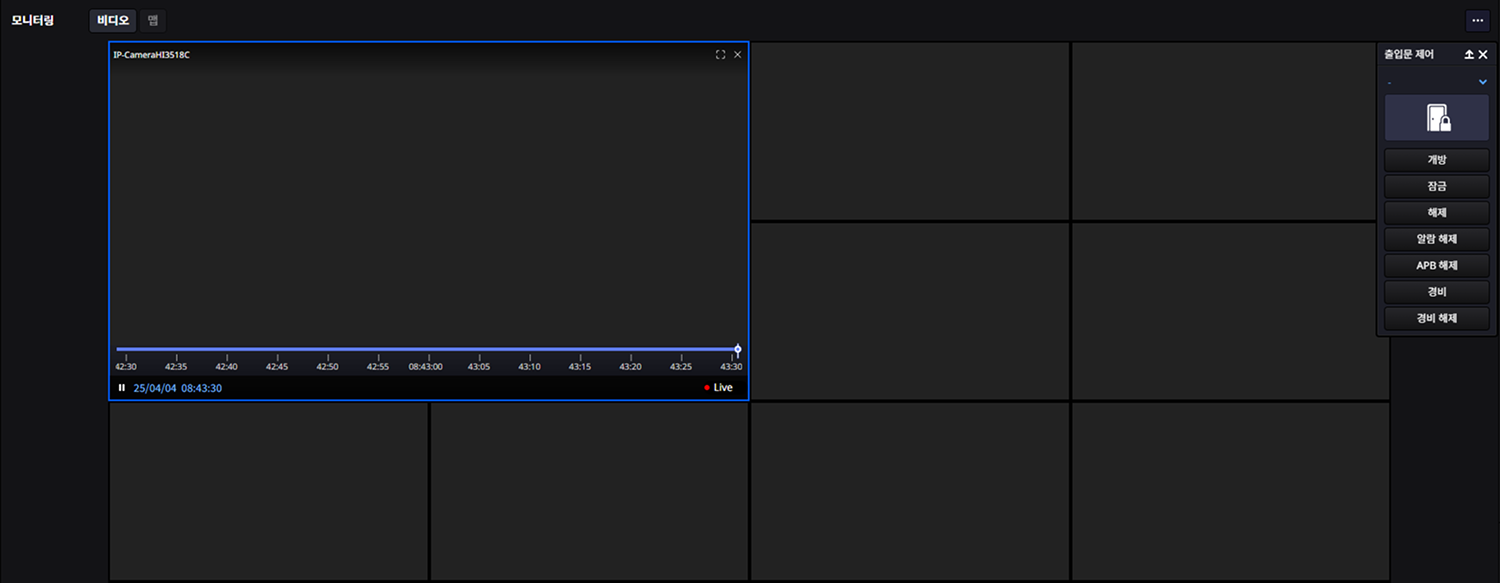 모니터링 비디오 맵 ...
IP-CameraHI3518C
42:30 42:35 42:40 42:45 42:50 42:55 08:43:00 43:05 43:10 43:15 43:20 43:25 43:30
25/04/04 08:43:30 Live
출입문 제어
-
개방
잠금
해제
알람 해제
APB 해제
경비
경비 해제